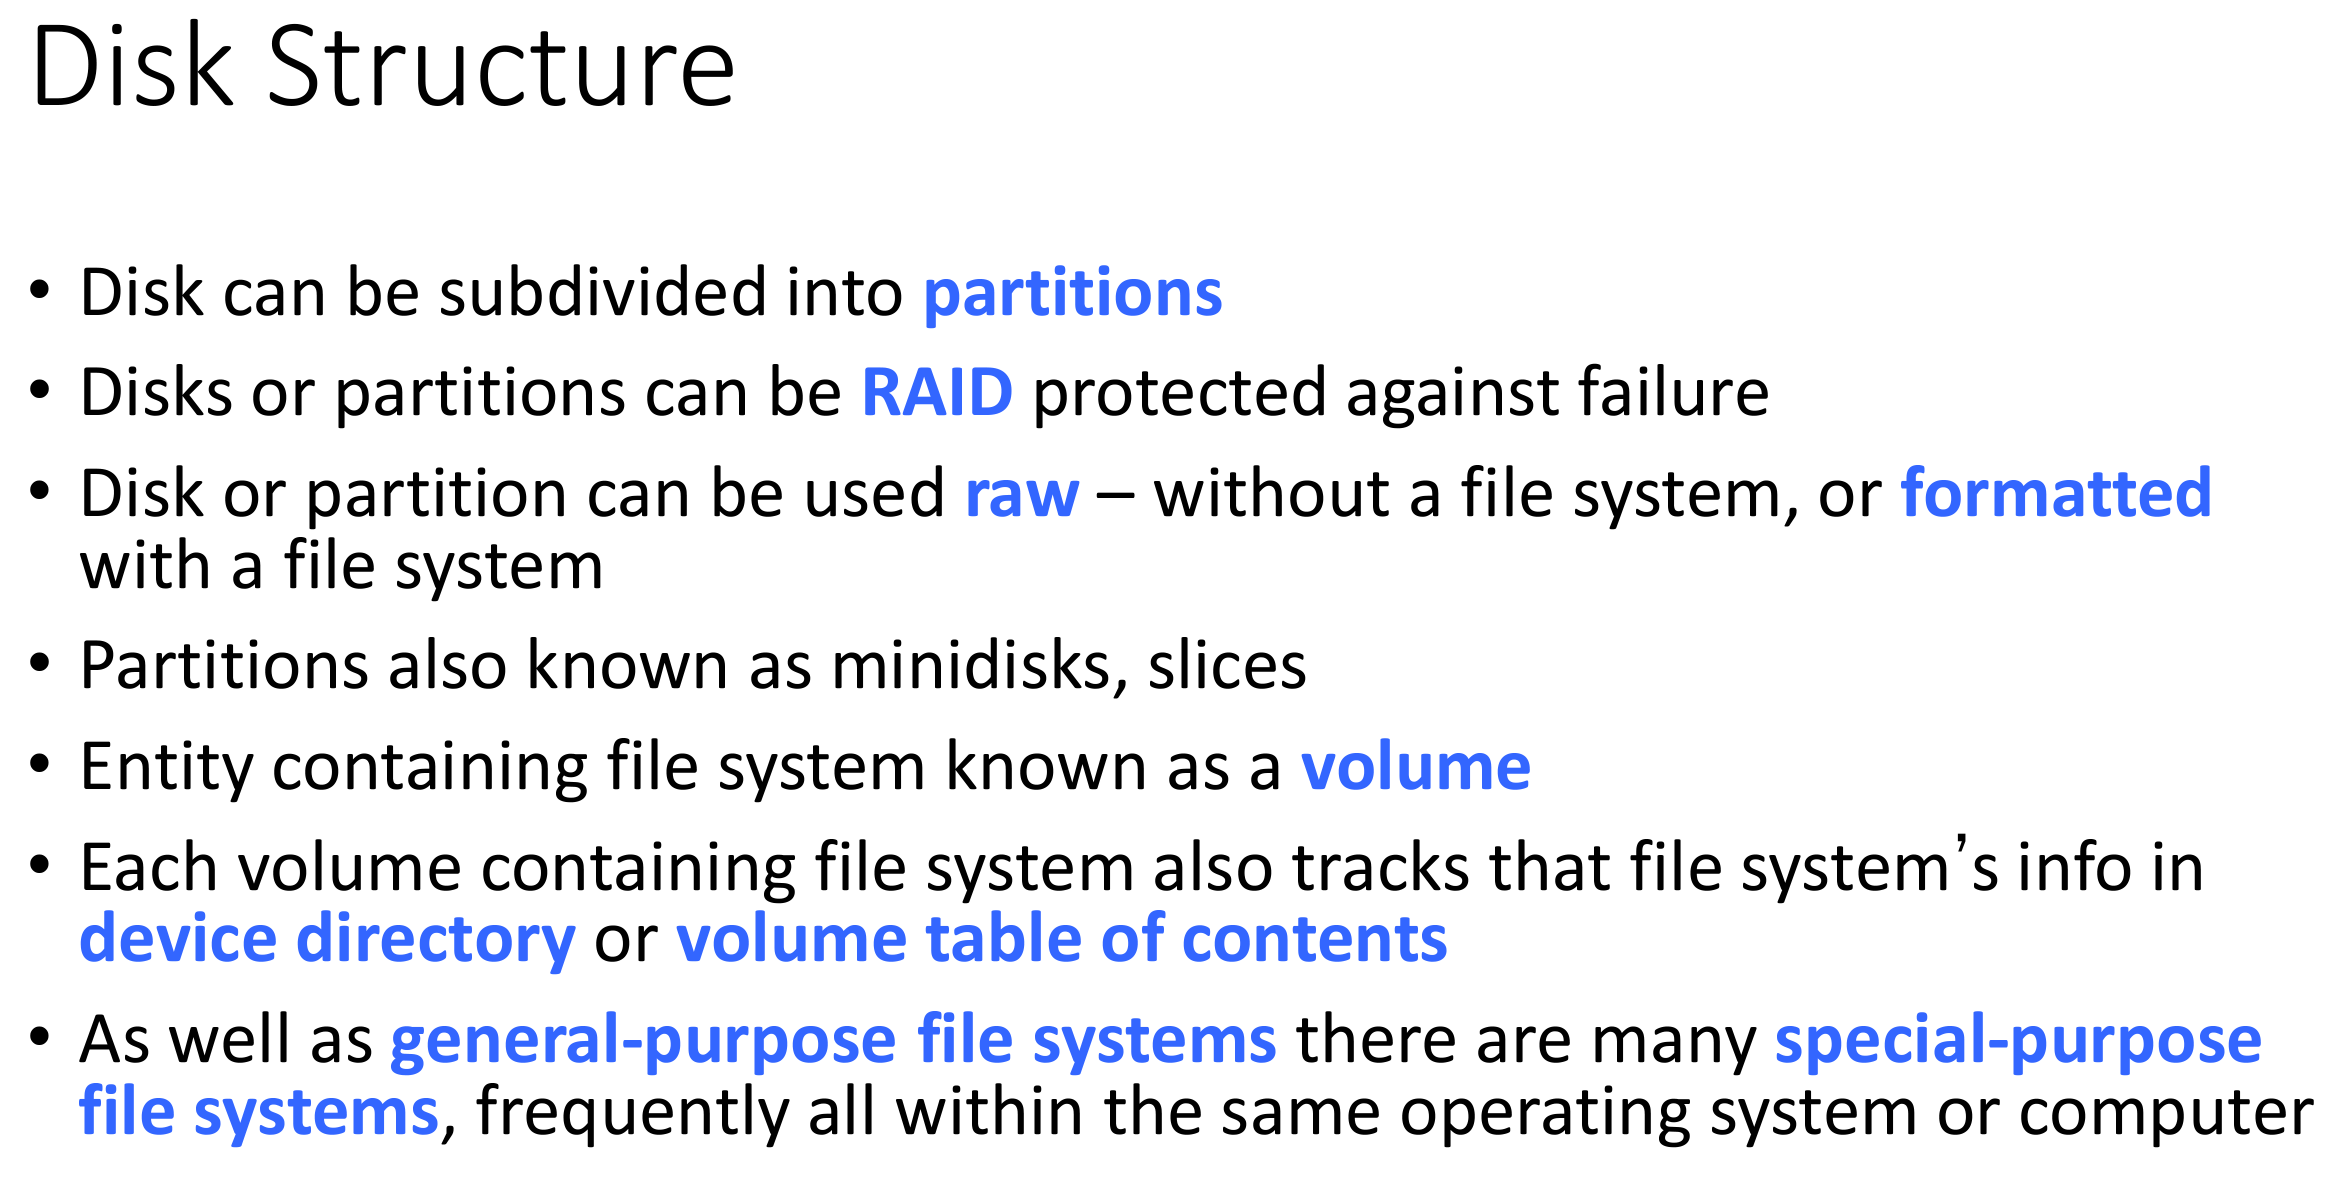 Disk Structure
• Disk can be subdivided into partitions
• Disks or partitions can be RAID protected against failure
• Disk or partition can be used raw – without a file system, or formatted
with a file system
• Partitions also known as minidisks, slices
• Entity containing file system known as a volume
• Each volume containing file system also tracks that file system’s info in
device directory or volume table of contents
• As well as general-purpose file systems there are many special-purpose
file systems, frequently all within the same operating system or computer